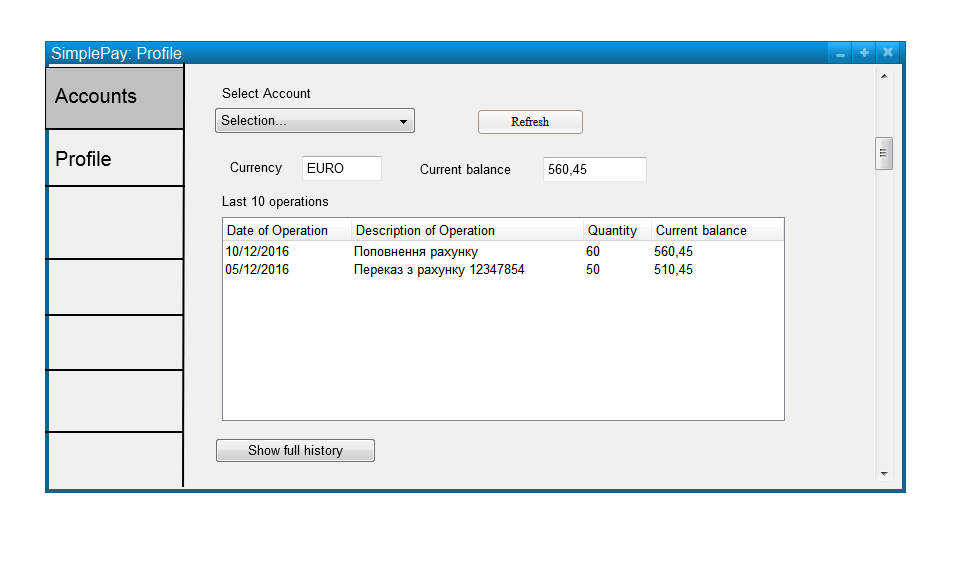 SimplePay: Profile
Accounts
Profile
Select Account
Selection...
Refresh
Currency EURO Current balance 560,45
Last 10 operations
Date of Operation Description of Operation Quantity Current balance
10/12/2016 Поповнення рахунку 60 560,45
05/12/2016 Переказ з рахунку 12347854 50 510,45
Show full history